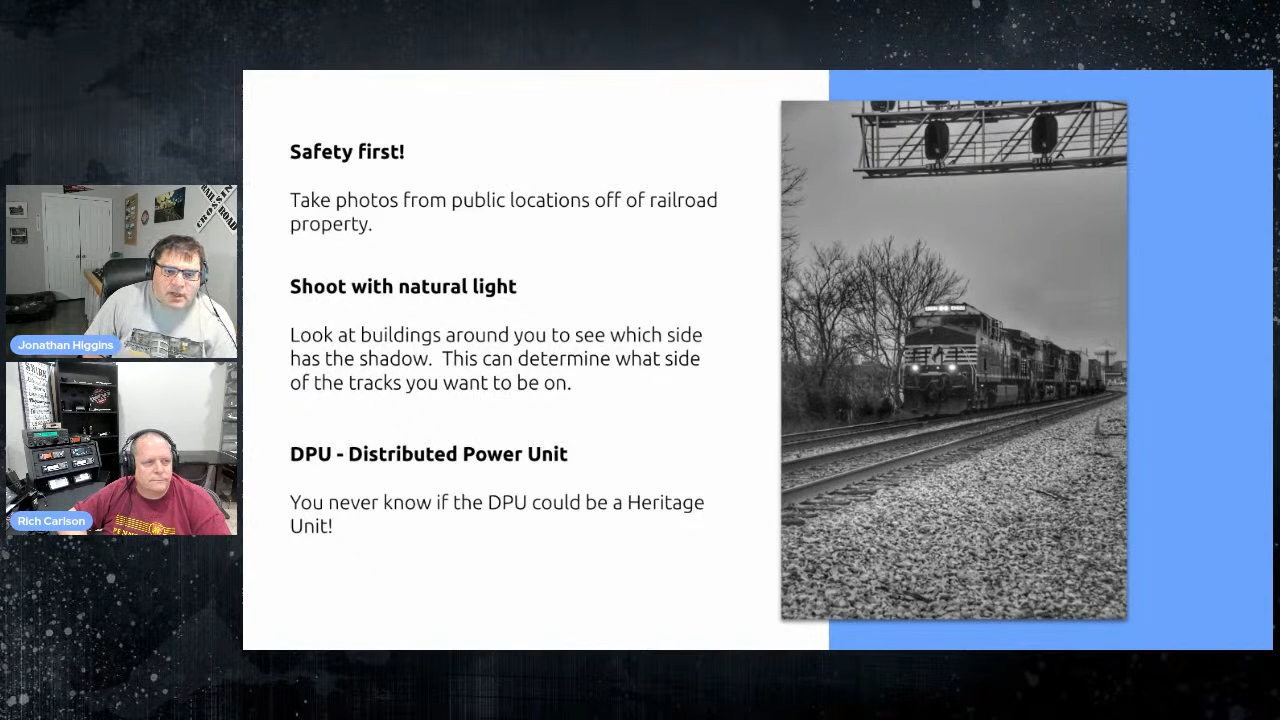 Safety first!
Take photos from public locations off of railroad
property.
Shoot with natural light
Look at buildings around you to see which side
has the shadow.  This can determine what side
of the tracks you want to be on.
DPU - Distributed Power Unit
You never know if the DPU could be a Heritage
Unit!
Jonathan Higgins
Rich Carlson